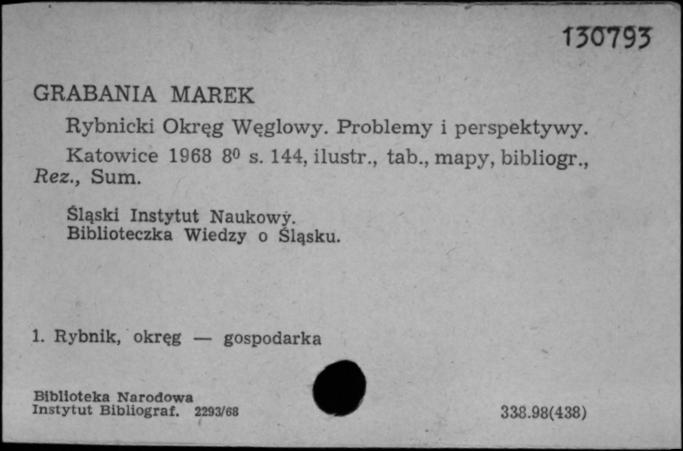 130793
GRABANIA MAREK
Rybnicki Okręg Węglowy. Problemy i perspektywy.
Katowice 1968 8⁰ s. 144, ilustr., tab., mapy, bibliogr.,
Rez., Sum.
Śląski Instytut Naukowy.
Biblioteczka Wiedzy o Śląsku.
1. Rybnik, okręg — gospodarka
Biblioteka Narodowa
Instytut Bibliograf. 2293/68
338.98(438)